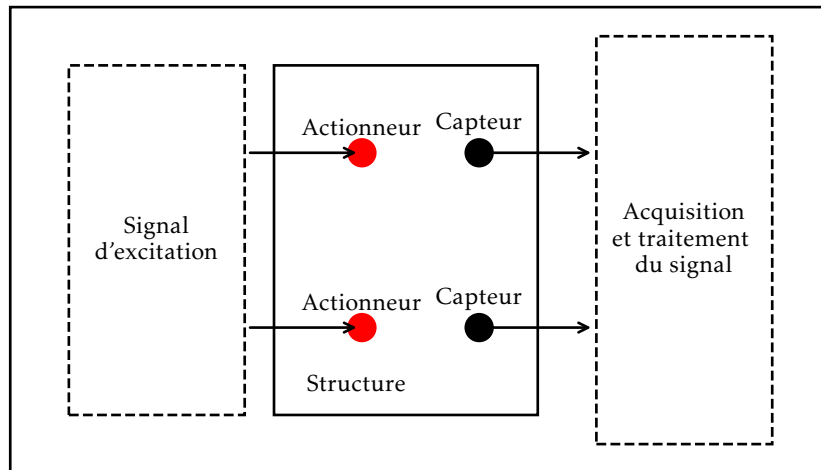 Signal
d'excitation
Actionneur
Capteur
Actionneur
Capteur
Structure
Acquisition
et traitement
du signal